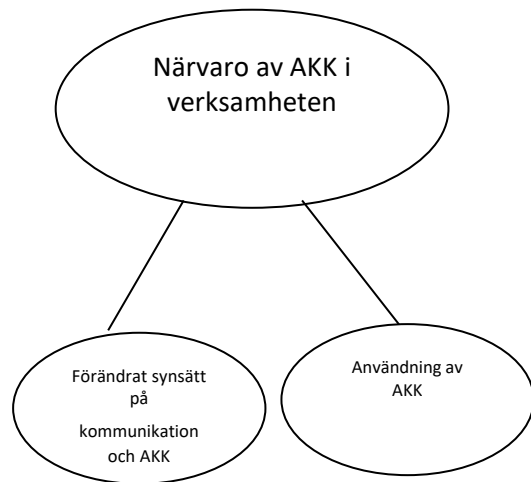 Närvaro av AKK i
verksamheten
Förändrat synsätt
på
kommunikation
och AKK
Användning av
AKK